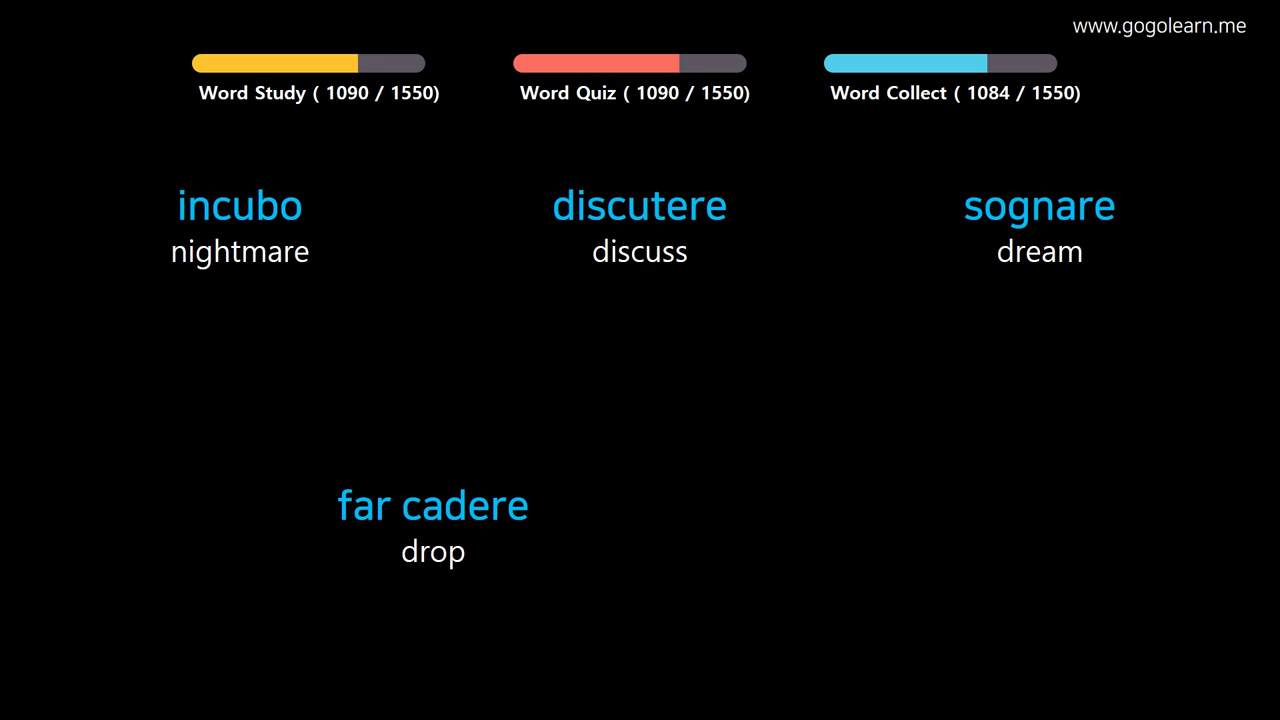 www.gogolearn.me
Word Study ( 1090 / 1550)
Word Quiz ( 1090 / 1550)
Word Collect ( 1084 / 1550)
incubo
nightmare
discutere
discuss
sognare
dream
far cadere
drop